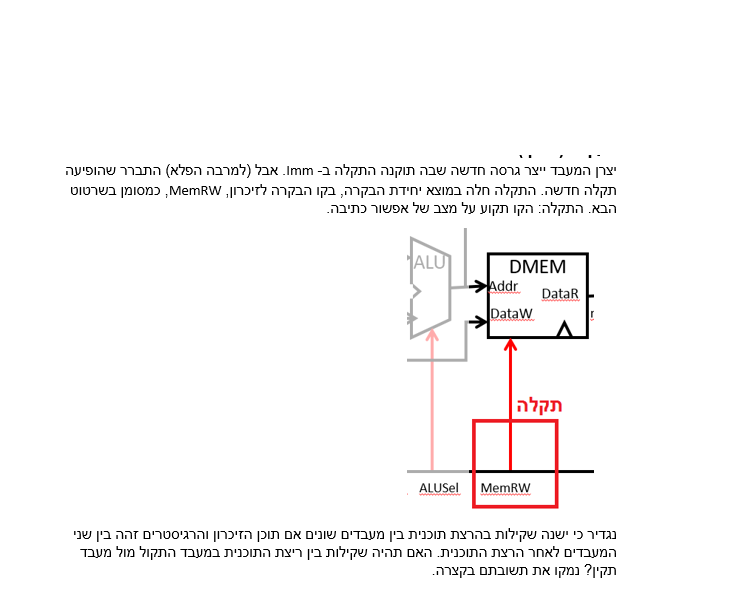 יצרן המעבד ייצר גרסה חדשה שבה תוקנה התקלה ב- Imm. אבל (למרבה הפלא) התברר שהופיעה
תקלה חדשה. התקלה חלה במוצא יחידת הבקרה, בקו הבקרה לזיכרון, MemRW, כמסומן בשרטוט
הבא. התקלה: הקו תקוע על מצב של אפשור כתיבה.
ALU
DMEM
Addr
DataR
DataW
תקלה
ALUSel
MemRW
נגדיר כי ישנה שקילות בהרצת תוכנית בין מעבדים שונים אם תוכן הזיכרון והרגיסטרים זהה בין שני
המעבדים לאחר הרצת התוכנית. האם תהיה שקילות בין ריצת התוכנית במעבד התקול מול מעבד
תקין? נמקו את תשובתם בקצרה.